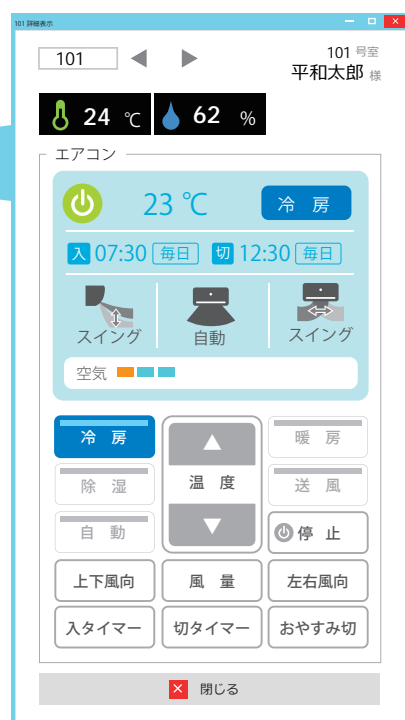 101 詳細表示
101
101 号室
平和太郎 様
24 ℃ 62 %
エアコン
23 ℃ 冷 房
入 07:30 毎日 切 12:30 毎日
スイング 自動 スイング
空気
冷 房 暖 房
除 湿 温 度 送 風
自 動 停 止
上下風向 風 量 左右風向
入タイマー 切タイマー おやすみ切
閉じる